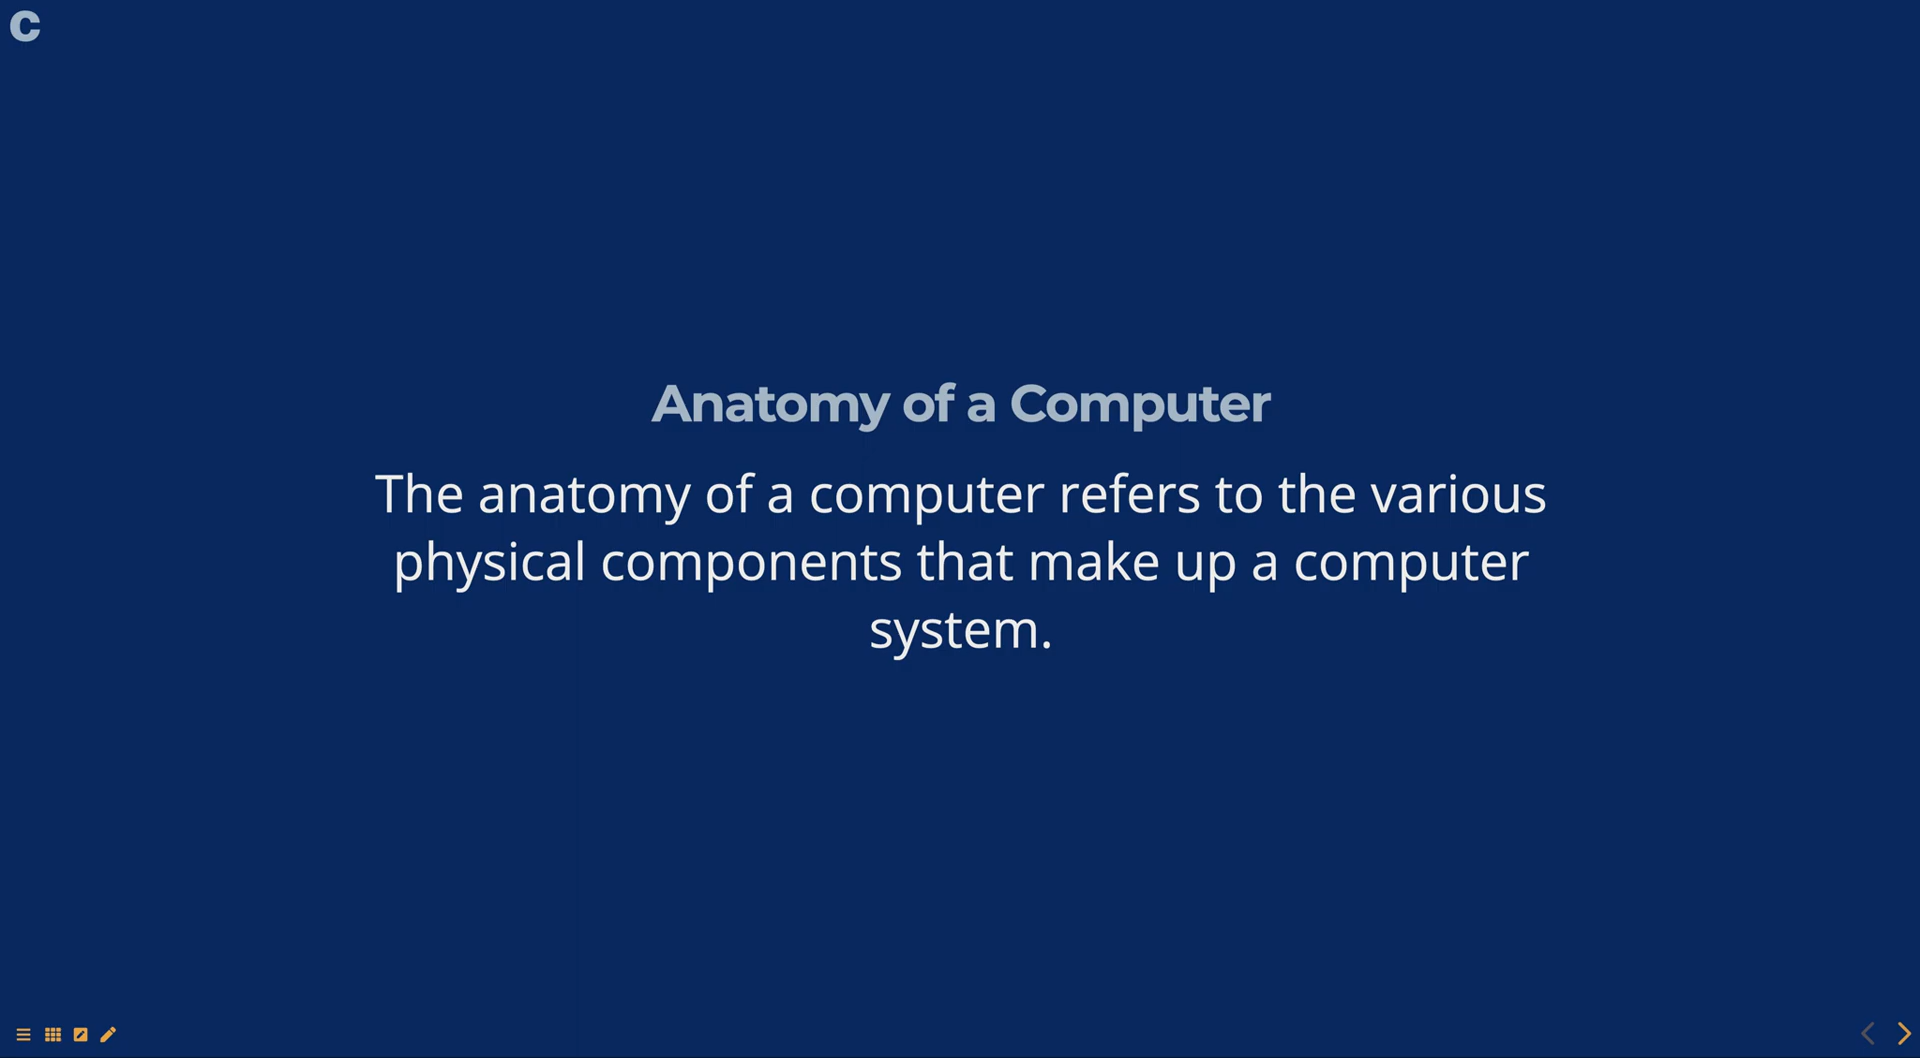 C
Anatomy of a Computer
The anatomy of a computer refers to the various
physical components that make up a computer
system.